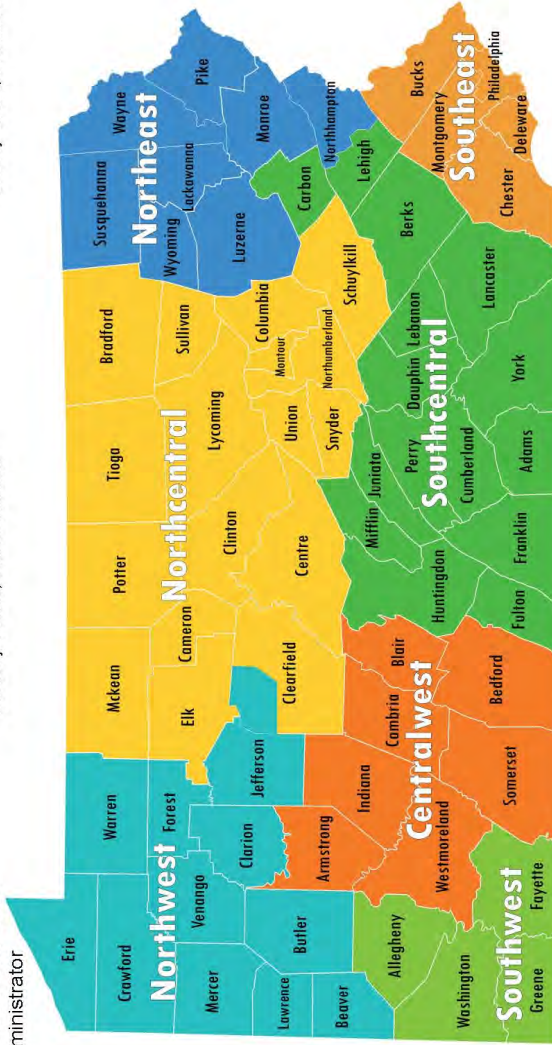 ministrator
Erie
Crawford
Warren
Mercer
Venango
Forest
Northwest
Lawrence
Butler
Clarion
Jefferson
Beaver
Mckean
Potter
Tioga
Bradford
Elk
Cameron
Northcentral
Sullivan
Clinton
Lycoming
Columbia
Montour
Clearfield
Centre
Union
Snyder
Northumberland
Schuylkill
Susquehanna
Wayne
Wyoming
Lackawanna
Pike
Northeast
Luzerne
Monroe
Northhampton
Carbon
Lehigh
Armstrong
Indiana
Cambria
Blair
Centralwest
Westmoreland
Somerset
Bedford
Allegheny
Washington
Southwest
Greene
Fayette
Mifflin
Juniata
Huntingdon
Perry
Dauphin
Lebanon
Berks
Southcentral
Cumberland
Fulton
Franklin
Adams
York
Lancaster
Bucks
Montgomery
Southeast
Philadelphia
Chester
Deleware